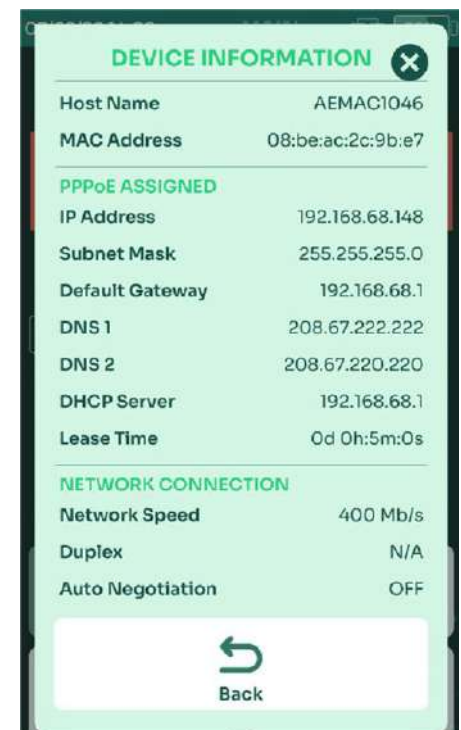 DEVICE INFORMATION
Host Name AEMAC1046
MAC Address 08:be:ac:2c:9b:e7
PPPoE ASSIGNED
IP Address 192.168.68.148
Subnet Mask 255.255.255.0
Default Gateway 192.168.68.1
DNS 1 208.67.222.222
DNS 2 208.67.220.220
DHCP Server 192.168.68.1
Lease Time 0d 0h:5m:0s
NETWORK CONNECTION
Network Speed 400 Mb/s
Duplex N/A
Auto Negotiation OFF
Back